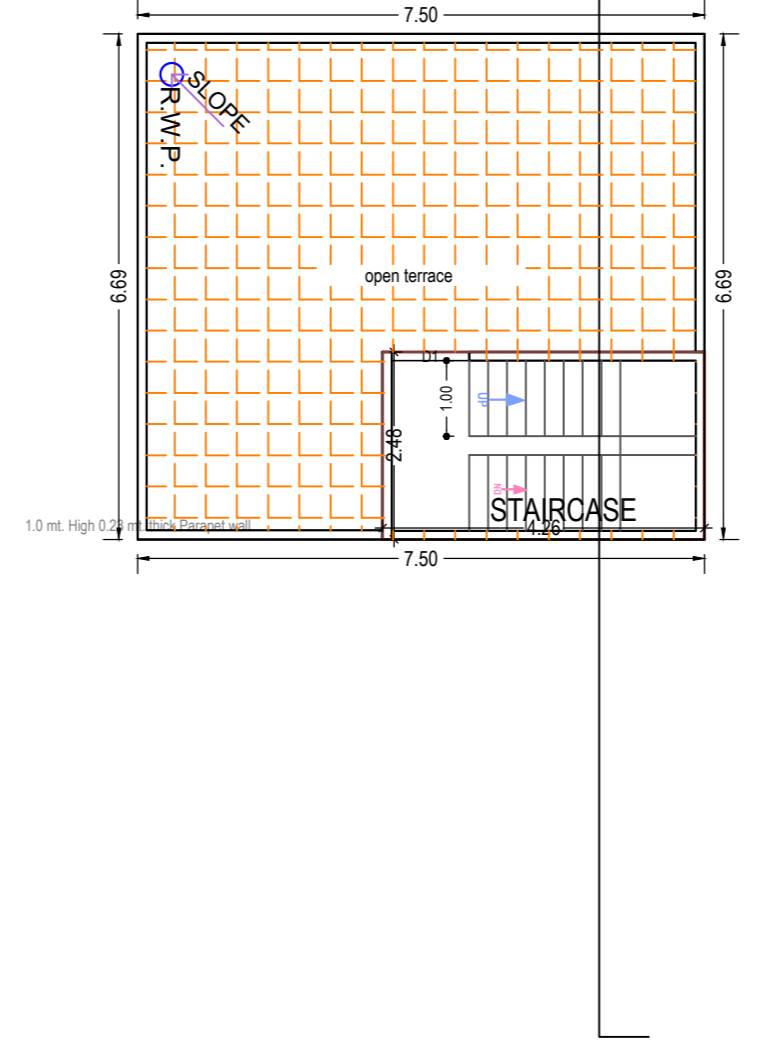 7.50
SLOPE
R.W.P.
6.69
6.69
open terrace
D1
1.00
UP
2.48
DN
STAIRCASE
4.26
1.0 mt. High 0.23 mt. thick Parapet wall
7.50